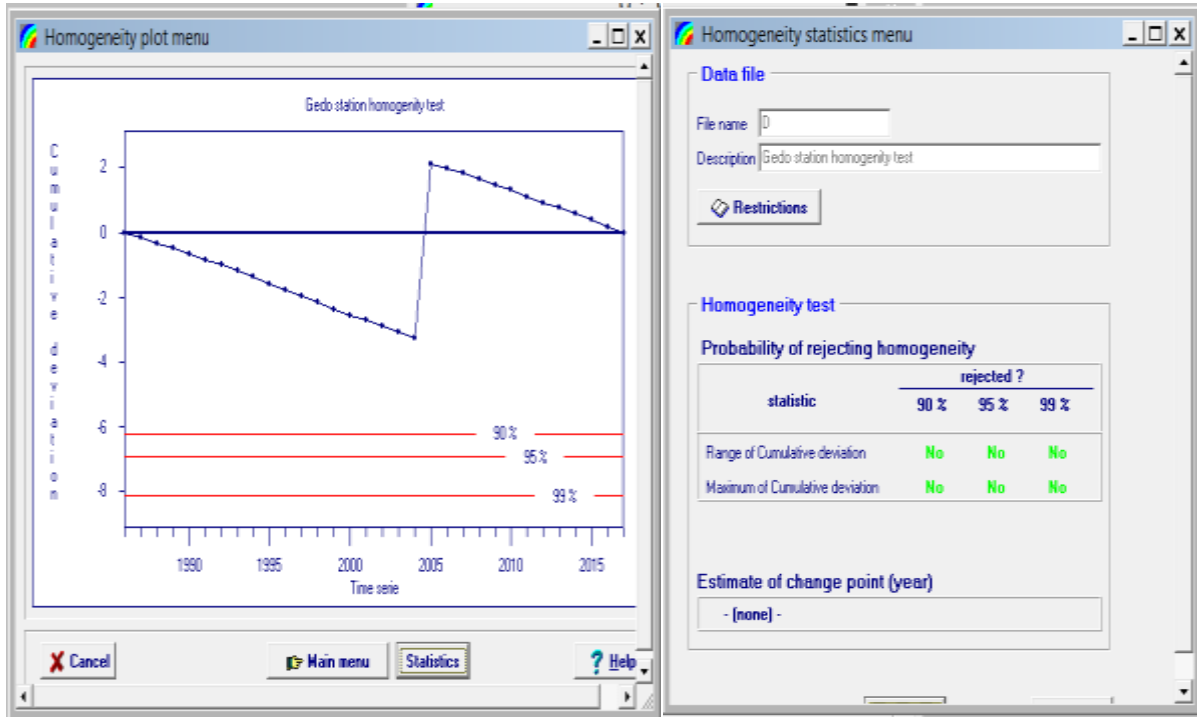 Homogeneity plot menu
Gedo station homogenity test
Cumulative deviation
2
0
-2
-4
-6
-8
90 %
95 %
99 %
1990 1995 2000 2005 2010 2015
Time serie
Cancel Main menu Statistics ? Help
Homogeneity statistics menu
Data file
File name D
Description Gedo station homogenity test
Restrictions
Homogeneity test
Probability of rejecting homogeneity
rejected ?
statistic 90 % 95 % 99 %
Range of Cumulative deviation No No No
Maximum of Cumulative deviation No No No
Estimate of change point (year)
- (none) -